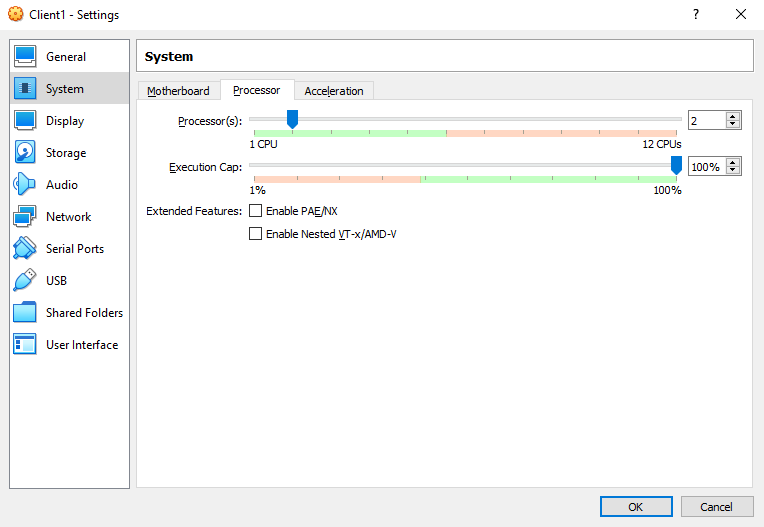 Client1 - Settings
General
System
Display
Storage
Audio
Network
Serial Ports
USB
Shared Folders
User Interface
System
Motherboard Processor Acceleration
Processor(s): 2
1 CPU 12 CPUs
Execution Cap: 100%
1% 100%
Extended Features: Enable PAE/NX
Enable Nested VT-x/AMD-V
OK Cancel